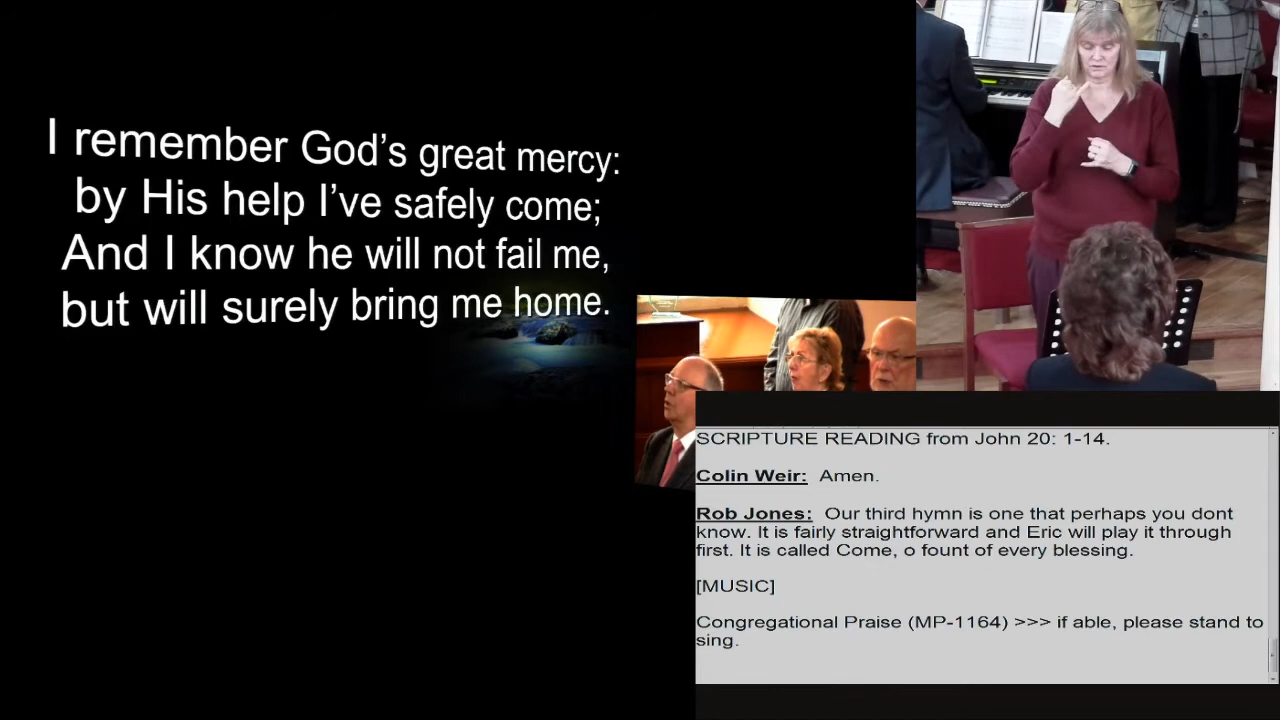 I remember God's great mercy:
by His help I've safely come;
And I know he will not fail me,
but will surely bring me home.
SCRIPTURE READING from John 20: 1-14.
Colin Weir: Amen.
Rob Jones: Our third hymn is one that perhaps you dont
know. It is fairly straightforward and Eric will play it through
first. It is called Come, o fount of every blessing.
[MUSIC]
Congregational Praise (MP-1164) >>> if able, please stand to
sing.